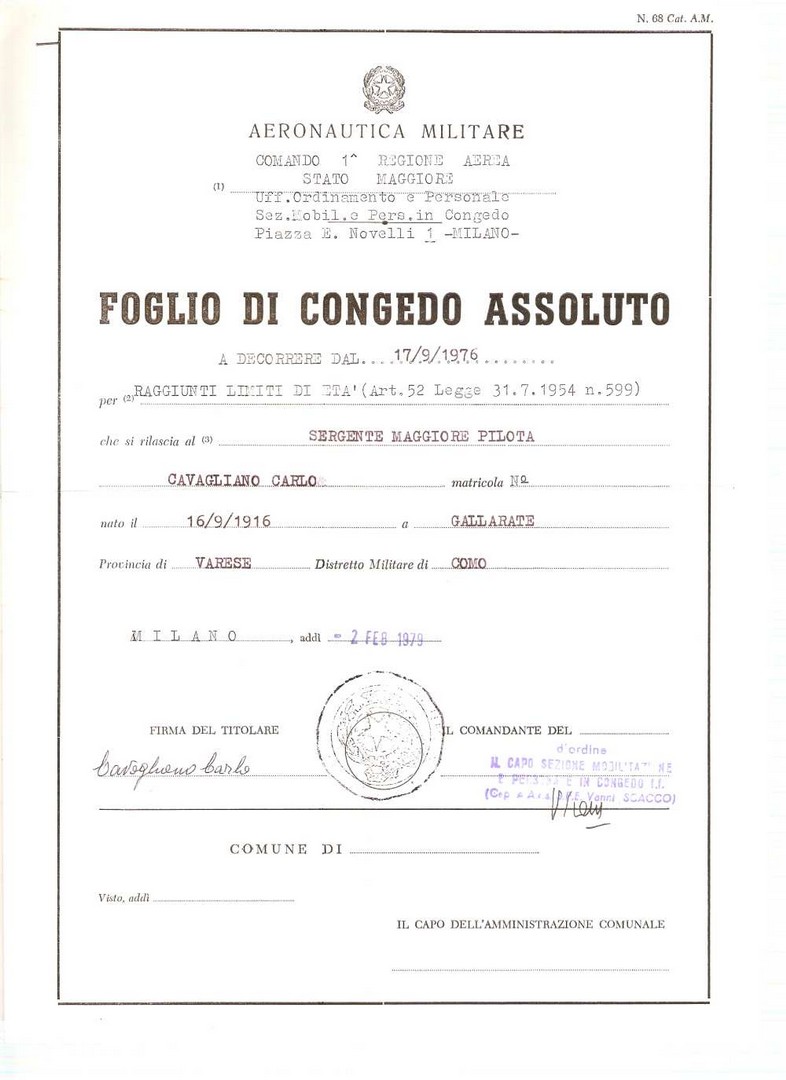 N. 68 Cat. A.M.
AERONAUTICA MILITARE
COMANDO 1^ REGIONE AEREA
(1) STATO MAGGIORE
Uff.Ordinamento e Personale
Sez.Mobil.e Pers.in Congedo
Piazza E. Novelli 1 -MILANO-
FOGLIO DI CONGEDO ASSOLUTO
A DECORRERE DAL....17/9/1976........
per (2) RAGGIUNTI LIMITI DI ETA'(Art.52 Legge 31.7.1954 n.599)
che si rilascia al (3) SERGENTE MAGGIORE PILOTA
CAVAGLIANO CARLO matricola Nº
nato il 16/9/1916 a GALLARATE
Provincia di VARESE Distretto Militare di COMO
MILANO, addì - 2 FEB 1979
FIRMA DEL TITOLARE IL COMANDANTE DEL
d'ordine
Cavagliano Carlo IL CAPO SEZIONE
IN CONGEDO
Vanni SCACCO)
COMUNE DI
Visto, addì
IL CAPO DELL'AMMINISTRAZIONE COMUNALE